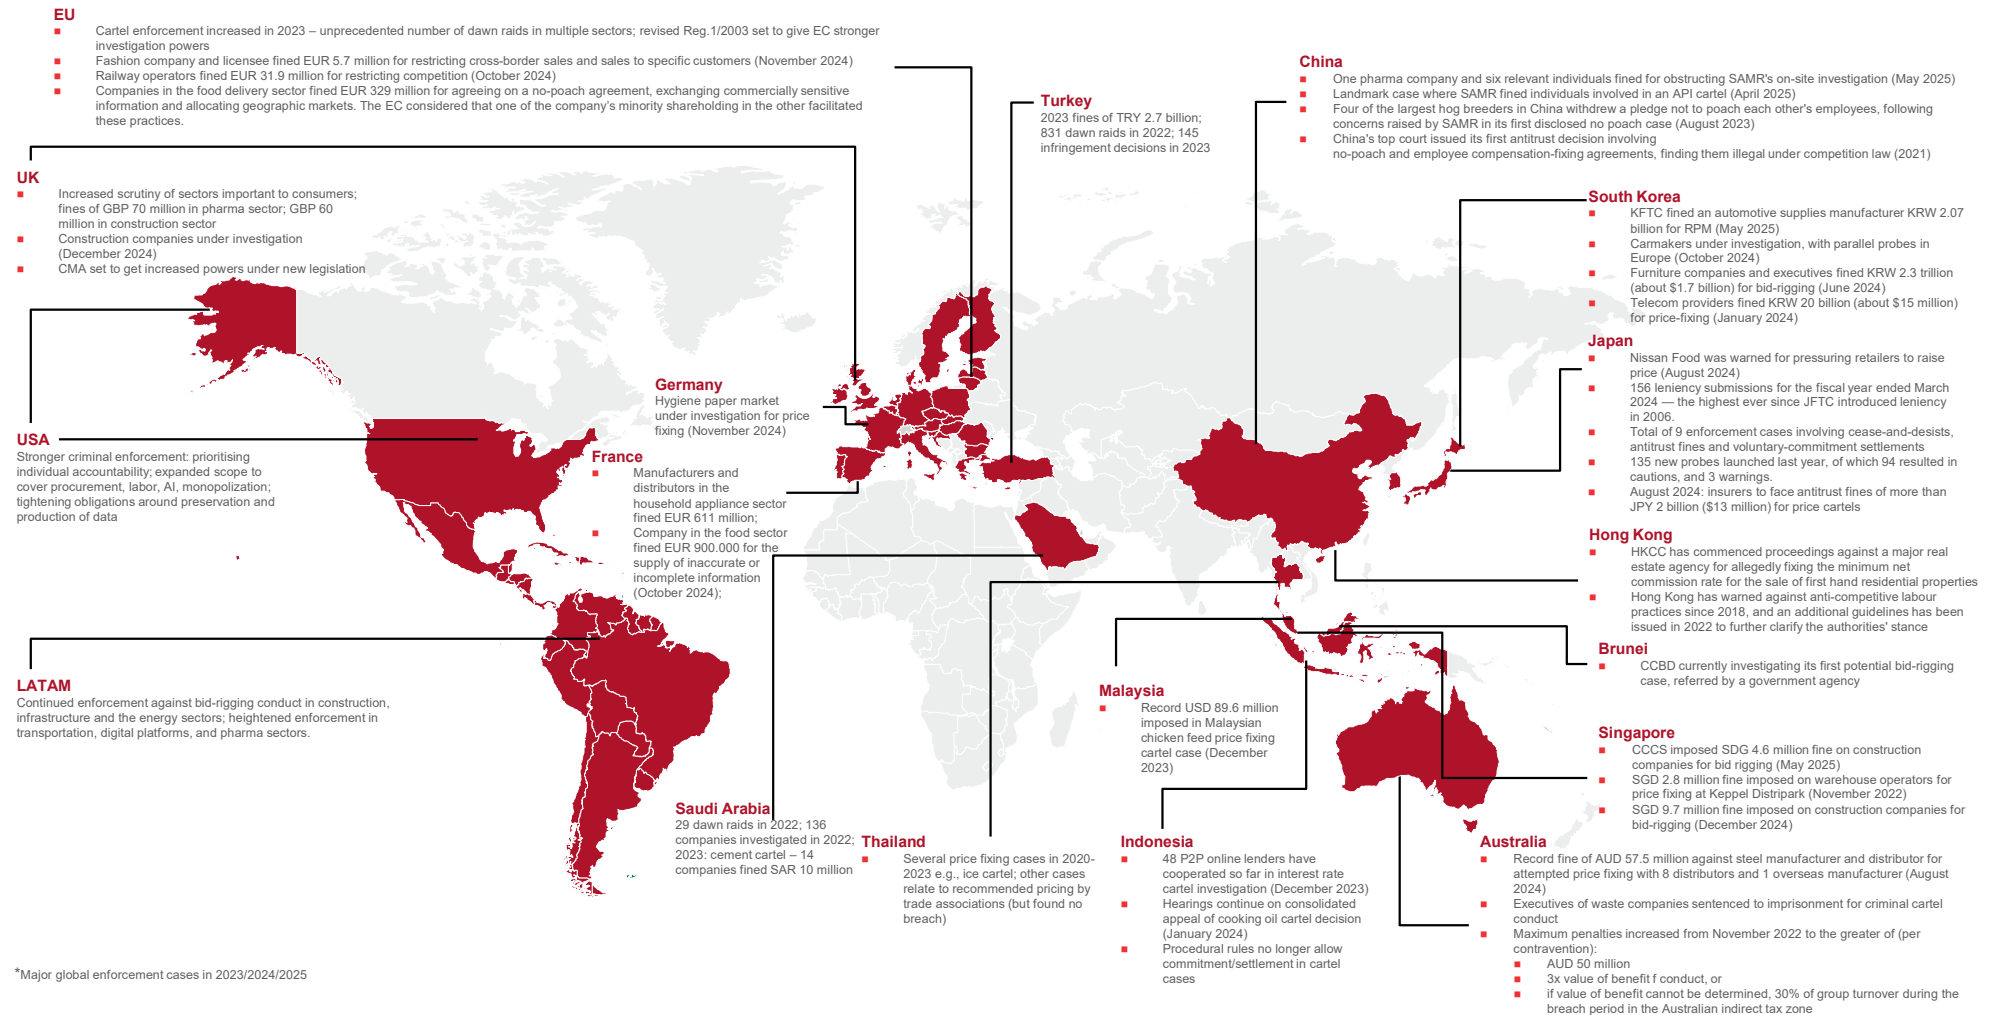 EU
■ Cartel enforcement increased in 2023 – unprecedented number of dawn raids in multiple sectors; revised Reg.1/2003 set to give EC stronger
investigation powers
■ Fashion company and licensee fined EUR 5.7 million for restricting cross-border sales and sales to specific customers (November 2024)
■ Railway operators fined EUR 31.9 million for restricting competition (October 2024)
■ Companies in the food delivery sector fined EUR 329 million for agreeing on a no-poach agreement, exchanging commercially sensitive
information and allocating geographic markets. The EC considered that one of the company's minority shareholding in the other facilitated
these practices.
UK
■ Increased scrutiny of sectors important to consumers;
fines of GBP 70 million in pharma sector; GBP 60
million in construction sector
■ Construction companies under investigation
(December 2024)
■ CMA set to get increased powers under new legislation
USA
Stronger criminal enforcement: prioritising
individual accountability; expanded scope to
cover procurement, labor, AI, monopolization;
tightening obligations around preservation and
production of data
LATAM
Continued enforcement against bid-rigging conduct in construction,
infrastructure and the energy sectors; heightened enforcement in
transportation, digital platforms, and pharma sectors.
Germany
Hygiene paper market
under investigation for price
fixing (November 2024)
France
■ Manufacturers and
distributors in the
household appliance sector
fined EUR 611 million;
■ Company in the food sector
fined EUR 900.000 for the
supply of inaccurate or
incomplete information
(October 2024);
Saudi Arabia
29 dawn raids in 2022; 136
companies investigated in 2022;
2023: cement cartel – 14
companies fined SAR 10 million
Turkey
2023 fines of TRY 2.7 billion;
831 dawn raids in 2022; 145
infringement decisions in 2023
Thailand
■ Several price fixing cases in 2020-
2023 e.g., ice cartel; other cases
relate to recommended pricing by
trade associations (but found no
breach)
Malaysia
■ Record USD 89.6 million
imposed in Malaysian
chicken feed price fixing
cartel case (December
2023)
Indonesia
■ 48 P2P online lenders have
cooperated so far in interest rate
cartel investigation (December 2023)
■ Hearings continue on consolidated
appeal of cooking oil cartel decision
(January 2024)
■ Procedural rules no longer allow
commitment/settlement in cartel
cases
China
■ One pharma company and six relevant individuals fined for obstructing SAMR's on-site investigation (May 2025)
■ Landmark case where SAMR fined individuals involved in an API cartel (April 2025)
■ Four of the largest hog breeders in China withdrew a pledge not to poach each other's employees, following
concerns raised by SAMR in its first disclosed no poach case (August 2023)
■ China's top court issued its first antitrust decision involving
no-poach and employee compensation-fixing agreements, finding them illegal under competition law (2021)
South Korea
■ KFTC fined an automotive supplies manufacturer KRW 2.07
billion for RPM (May 2025)
■ Carmakers under investigation, with parallel probes in
Europe (October 2024)
■ Furniture companies and executives fined KRW 2.3 trillion
(about $1.7 billion) for bid-rigging (June 2024)
■ Telecom providers fined KRW 20 billion (about $15 million)
for price-fixing (January 2024)
Japan
■ Nissan Food was warned for pressuring retailers to raise
price (August 2024)
■ 156 leniency submissions for the fiscal year ended March
2024 — the highest ever since JFTC introduced leniency
in 2006.
■ Total of 9 enforcement cases involving cease-and-desists,
antitrust fines and voluntary-commitment settlements
■ 135 new probes launched last year, of which 94 resulted in
cautions, and 3 warnings.
■ August 2024: insurers to face antitrust fines of more than
JPY 2 billion ($13 million) for price cartels
Hong Kong
■ HKCC has commenced proceedings against a major real
estate agency for allegedly fixing the minimum net
commission rate for the sale of first hand residential properties
■ Hong Kong has warned against anti-competitive labour
practices since 2018, and an additional guidelines has been
issued in 2022 to further clarify the authorities' stance
Brunei
■ CCBD currently investigating its first potential bid-rigging
case, referred by a government agency
Singapore
■ CCCS imposed SDG 4.6 million fine on construction
companies for bid rigging (May 2025)
■ SGD 2.8 million fine imposed on warehouse operators for
price fixing at Keppel Distripark (November 2022)
■ SGD 9.7 million fine imposed on construction companies for
bid-rigging (December 2024)
Australia
■ Record fine of AUD 57.5 million against steel manufacturer and distributor for
attempted price fixing with 8 distributors and 1 overseas manufacturer (August
2024)
■ Executives of waste companies sentenced to imprisonment for criminal cartel
conduct
■ Maximum penalties increased from November 2022 to the greater of (per
contravention):
■ AUD 50 million
■ 3x value of benefit f conduct, or
■ if value of benefit cannot be determined, 30% of group turnover during the
breach period in the Australian indirect tax zone
*Major global enforcement cases in 2023/2024/2025